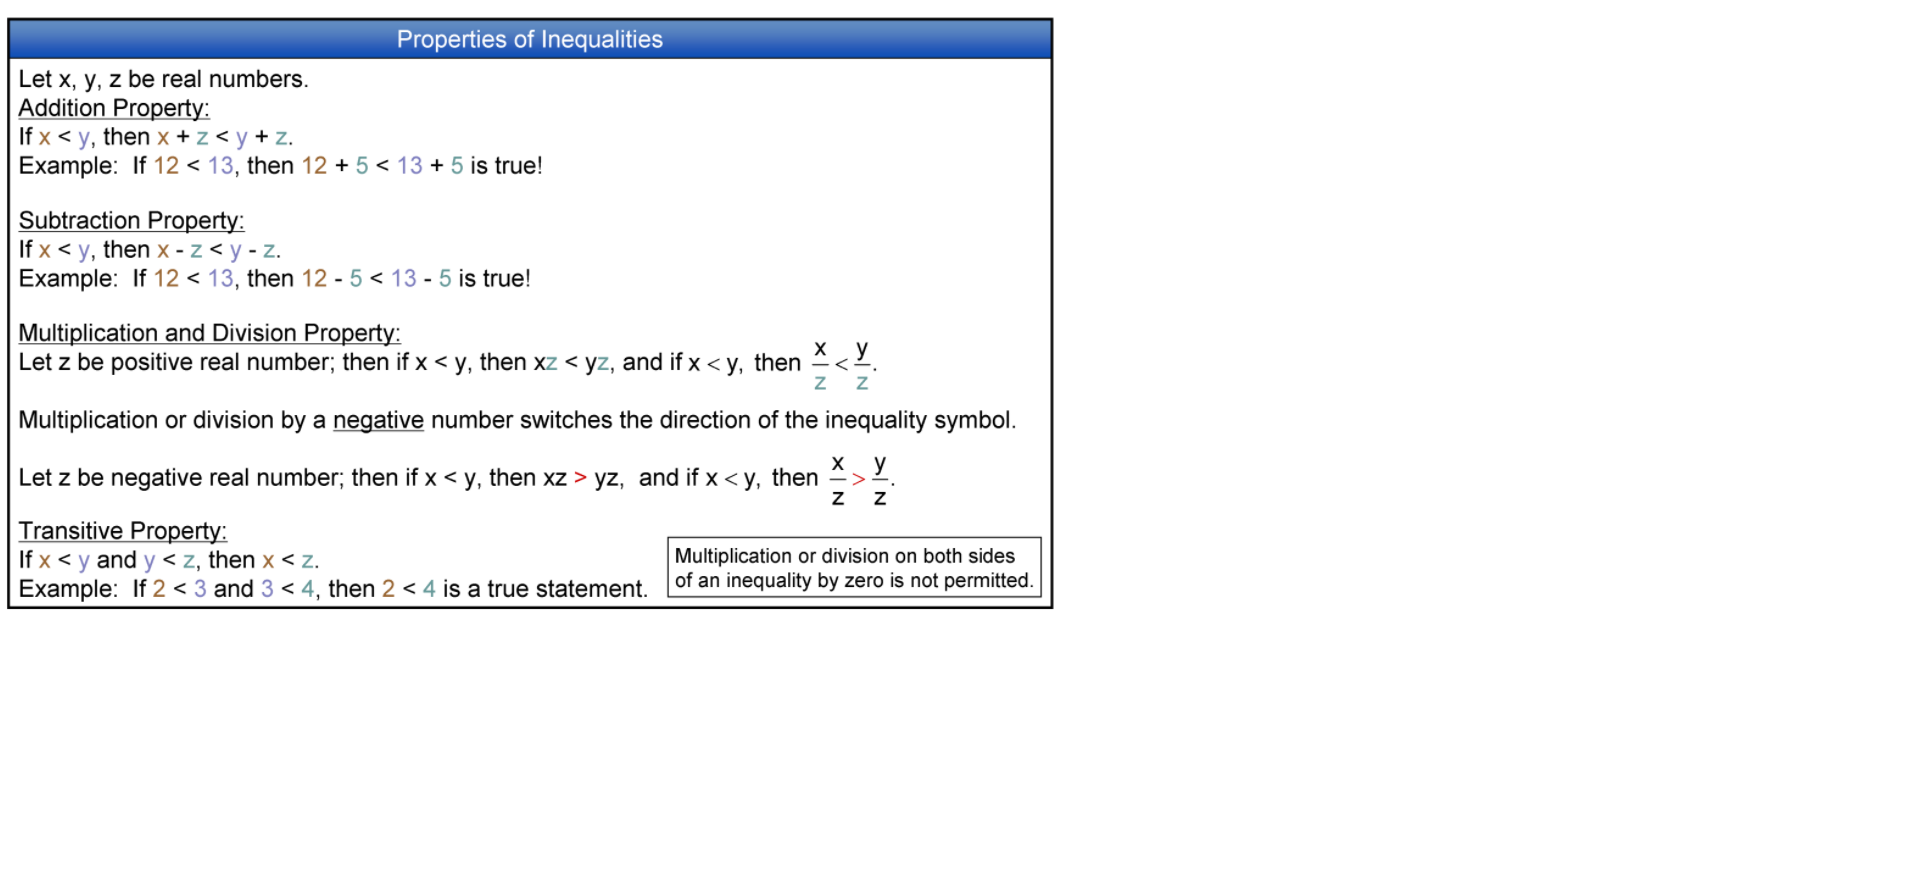 Properties of Inequalities
Let x, y, z be real numbers.
Addition Property:
If x < y, then x + z < y + z.
Example:  If 12 < 13, then 12 + 5 < 13 + 5 is true!
Subtraction Property:
If x < y, then x - z < y - z.
Example:  If 12 < 13, then 12 - 5 < 13 - 5 is true!
Multiplication and Division Property:
Let z be positive real number; then if x < y, then xz < yz, and if x < y, then x/z < y/z.
Multiplication or division by a negative number switches the direction of the inequality symbol.
Let z be negative real number; then if x < y, then xz > yz,  and if x < y, then x/z > y/z.
Transitive Property:
If x < y and y < z, then x < z.
Example:  If 2 < 3 and 3 < 4, then 2 < 4 is a true statement.
Multiplication or division on both sides
of an inequality by zero is not permitted.